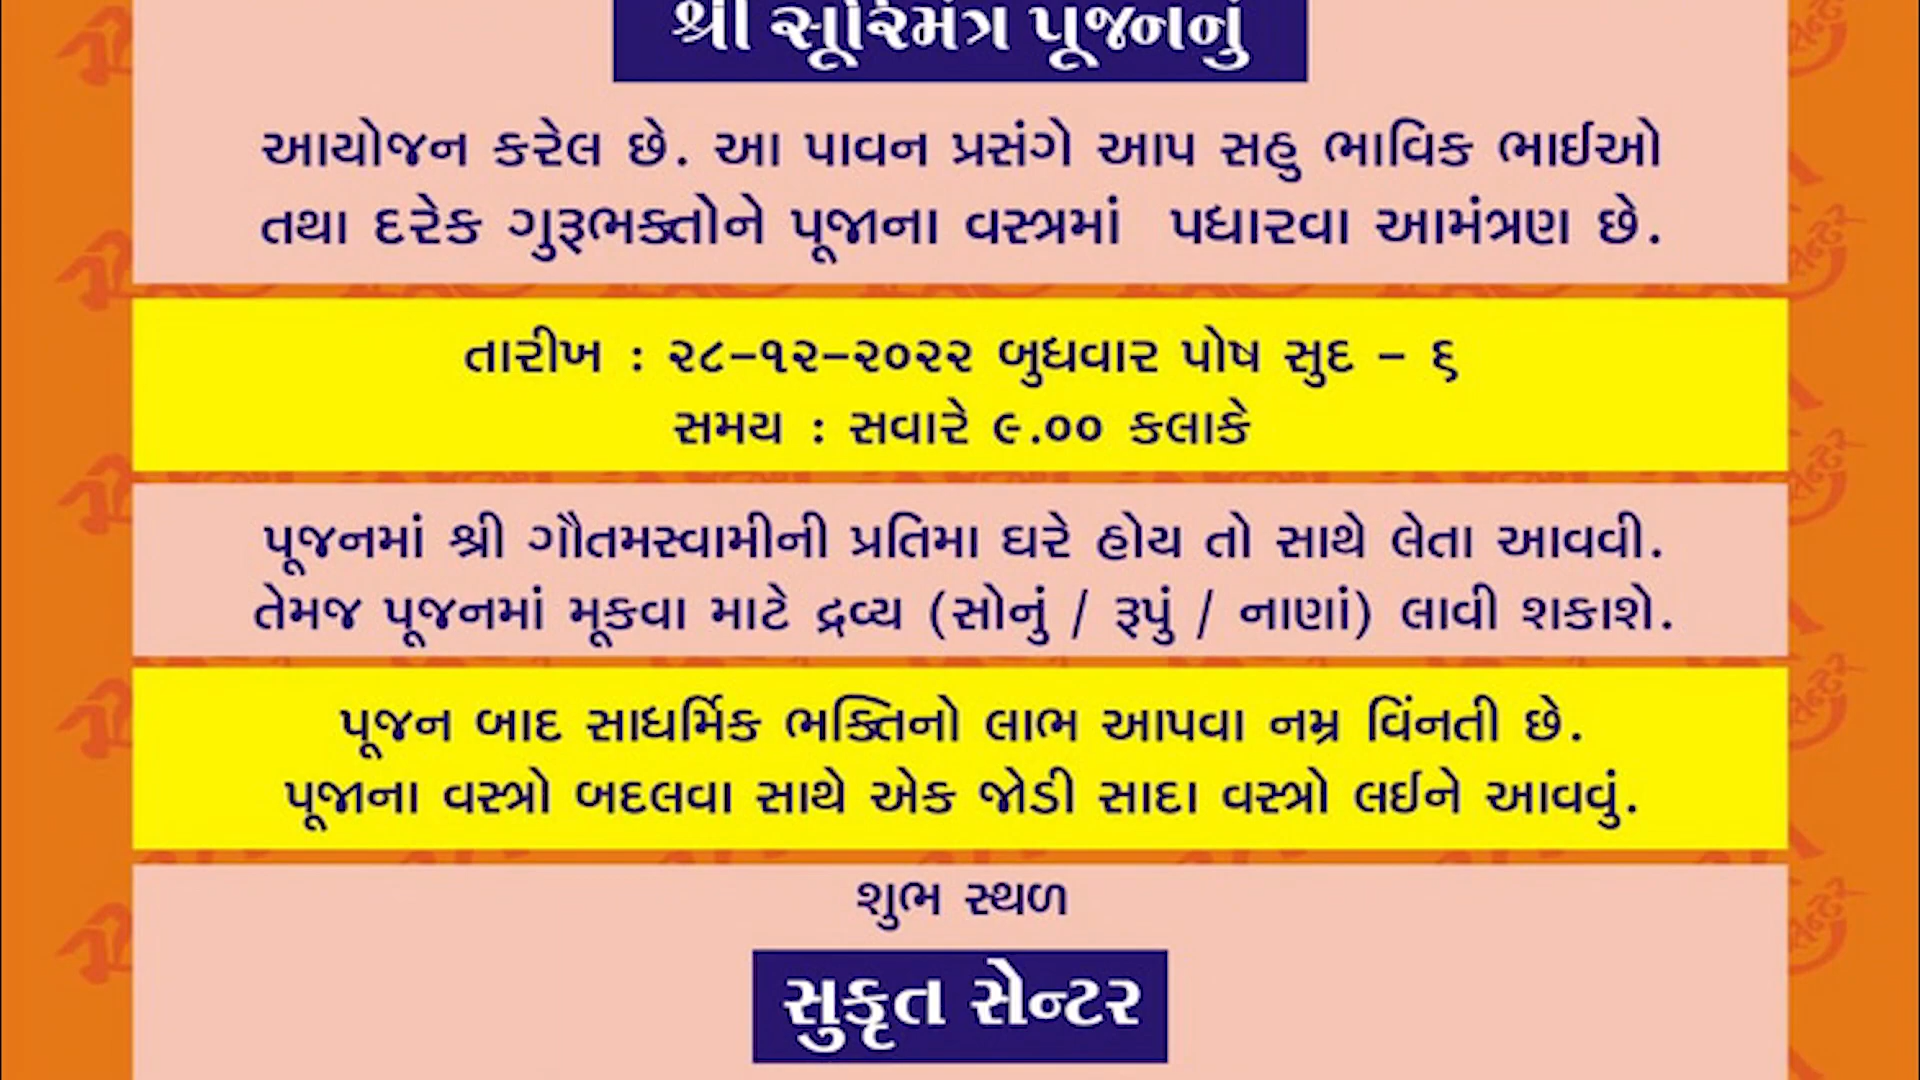 શ્રી સૂરિમંત્ર પૂજનનું
આયોજન કરેલ છે. આ પાવન પ્રસંગે આપ સહુ ભાવિક ભાઈઓ
તથા દરેક ગુરૂભક્તોને પૂજાના વસ્ત્રમાં પધારવા આમંત્રણ છે.
તારીખ : ૨૮-૧૨-૨૦૨૨ બુધવાર પોષ સુદ - ૬
સમય : સવારે ૯.૦૦ કલાકે
પૂજનમાં શ્રી ગૌતમસ્વામીની પ્રતિમા ઘરે હોય તો સાથે લેતા આવવી.
તેમજ પૂજનમાં મૂકવા માટે દ્રવ્ય (સોનું / રૂપું / નાણાં) લાવી શકાશે.
પૂજન બાદ સાધર્મિક ભક્તિનો લાભ આપવા નમ્ર વિંનતી છે.
પૂજાના વસ્ત્રો બદલવા સાથે એક જોડી સાદા વસ્ત્રો લઈને આવવું.
શુભ સ્થળ
સુકૃત સેન્ટર